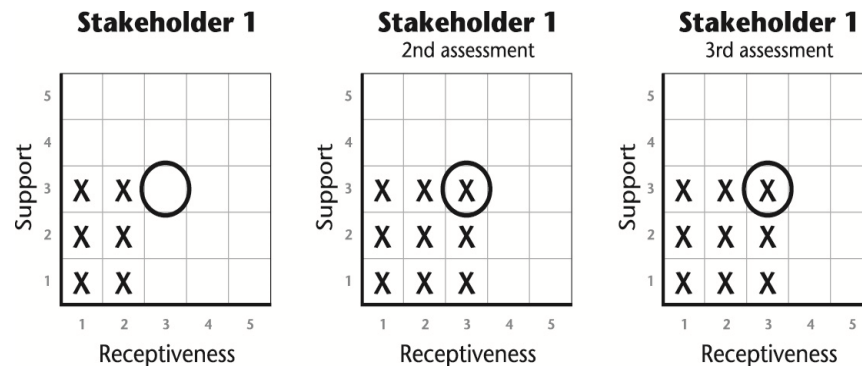 Stakeholder 1
5
4
3 X X
2 X X
1 X X
1 2 3 4 5
Support
Receptiveness
Stakeholder 1
2nd assessment
5
4
3 X X X
2 X X X
1 X X X
1 2 3 4 5
Support
Receptiveness
Stakeholder 1
3rd assessment
5
4
3 X X X
2 X X X
1 X X X
1 2 3 4 5
Support
Receptiveness